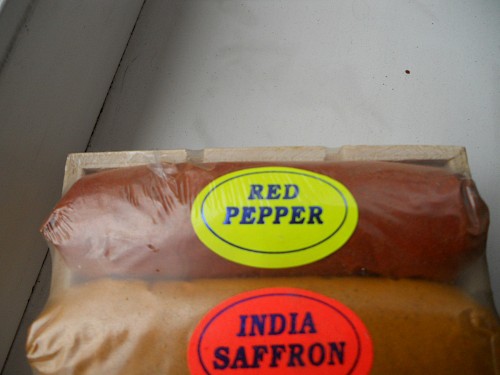 RED
PEPPER
INDIA
SAFFRON